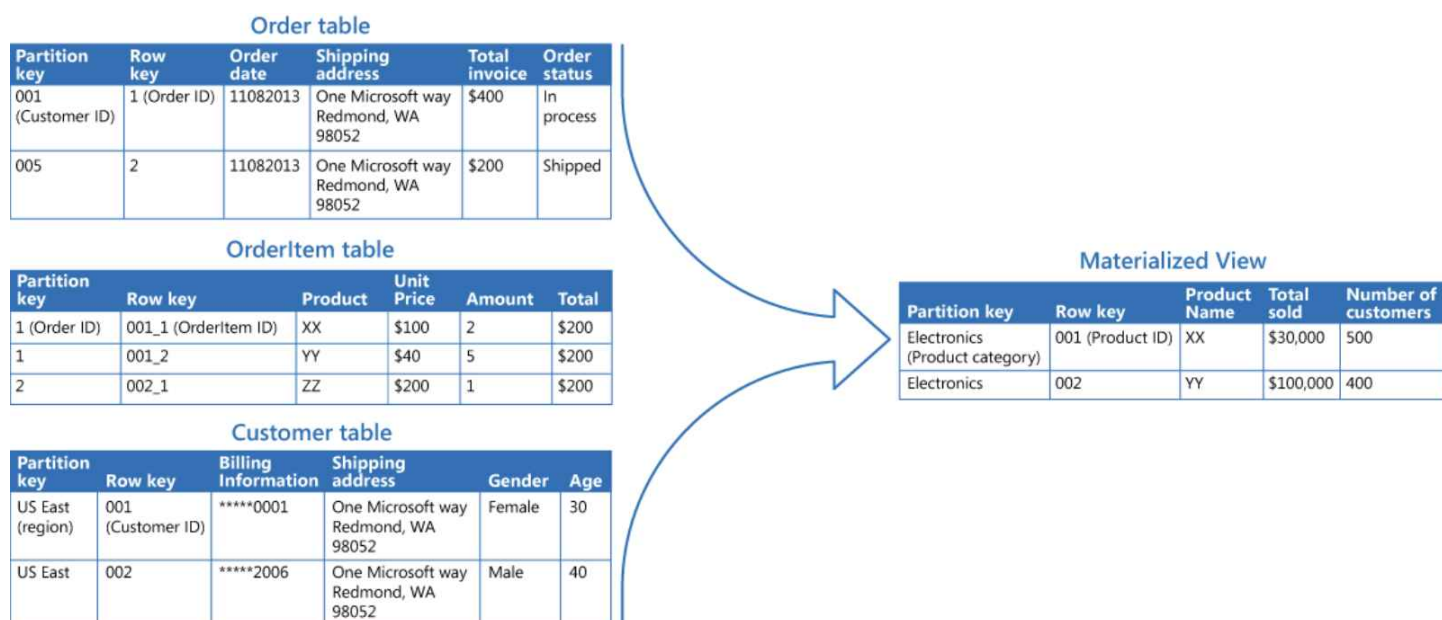 Order table
Partition key Row key Order date Shipping address Total invoice Order status
001 (Customer ID) 1 (Order ID) 11082013 One Microsoft way Redmond, WA 98052 $400 In process
005 2 11082013 One Microsoft way Redmond, WA 98052 $200 Shipped
OrderItem table
Partition key Row key Product Unit Price Amount Total
1 (Order ID) 001_1 (OrderItem ID) XX $100 2 $200
1 001_2 YY $40 5 $200
2 002_1 ZZ $200 1 $200
Customer table
Partition key Row key Billing Information Shipping address Gender Age
US East (region) 001 (Customer ID) *****0001 One Microsoft way Redmond, WA 98052 Female 30
US East 002 *****2006 One Microsoft way Redmond, WA 98052 Male 40
Materialized View
Partition key Row key Product Name Total sold Number of customers
Electronics (Product category) 001 (Product ID) XX $30,000 500
Electronics 002 YY $100,000 400